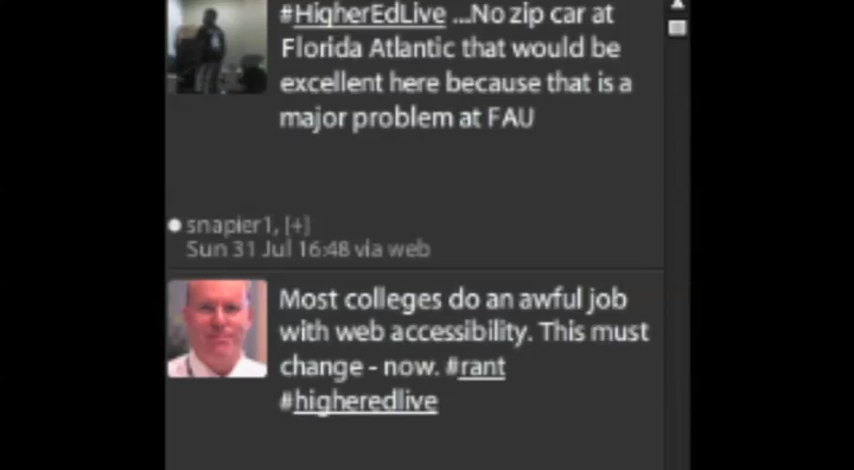 #HigherEdLive ...No zip car at
Florida Atlantic that would be
excellent here because that is a
major problem at FAU
snapier1, [+]
Sun 31 Jul 16:48 via web
Most colleges do an awful job
with web accessibility. This must
change - now. #rant
#higheredlive